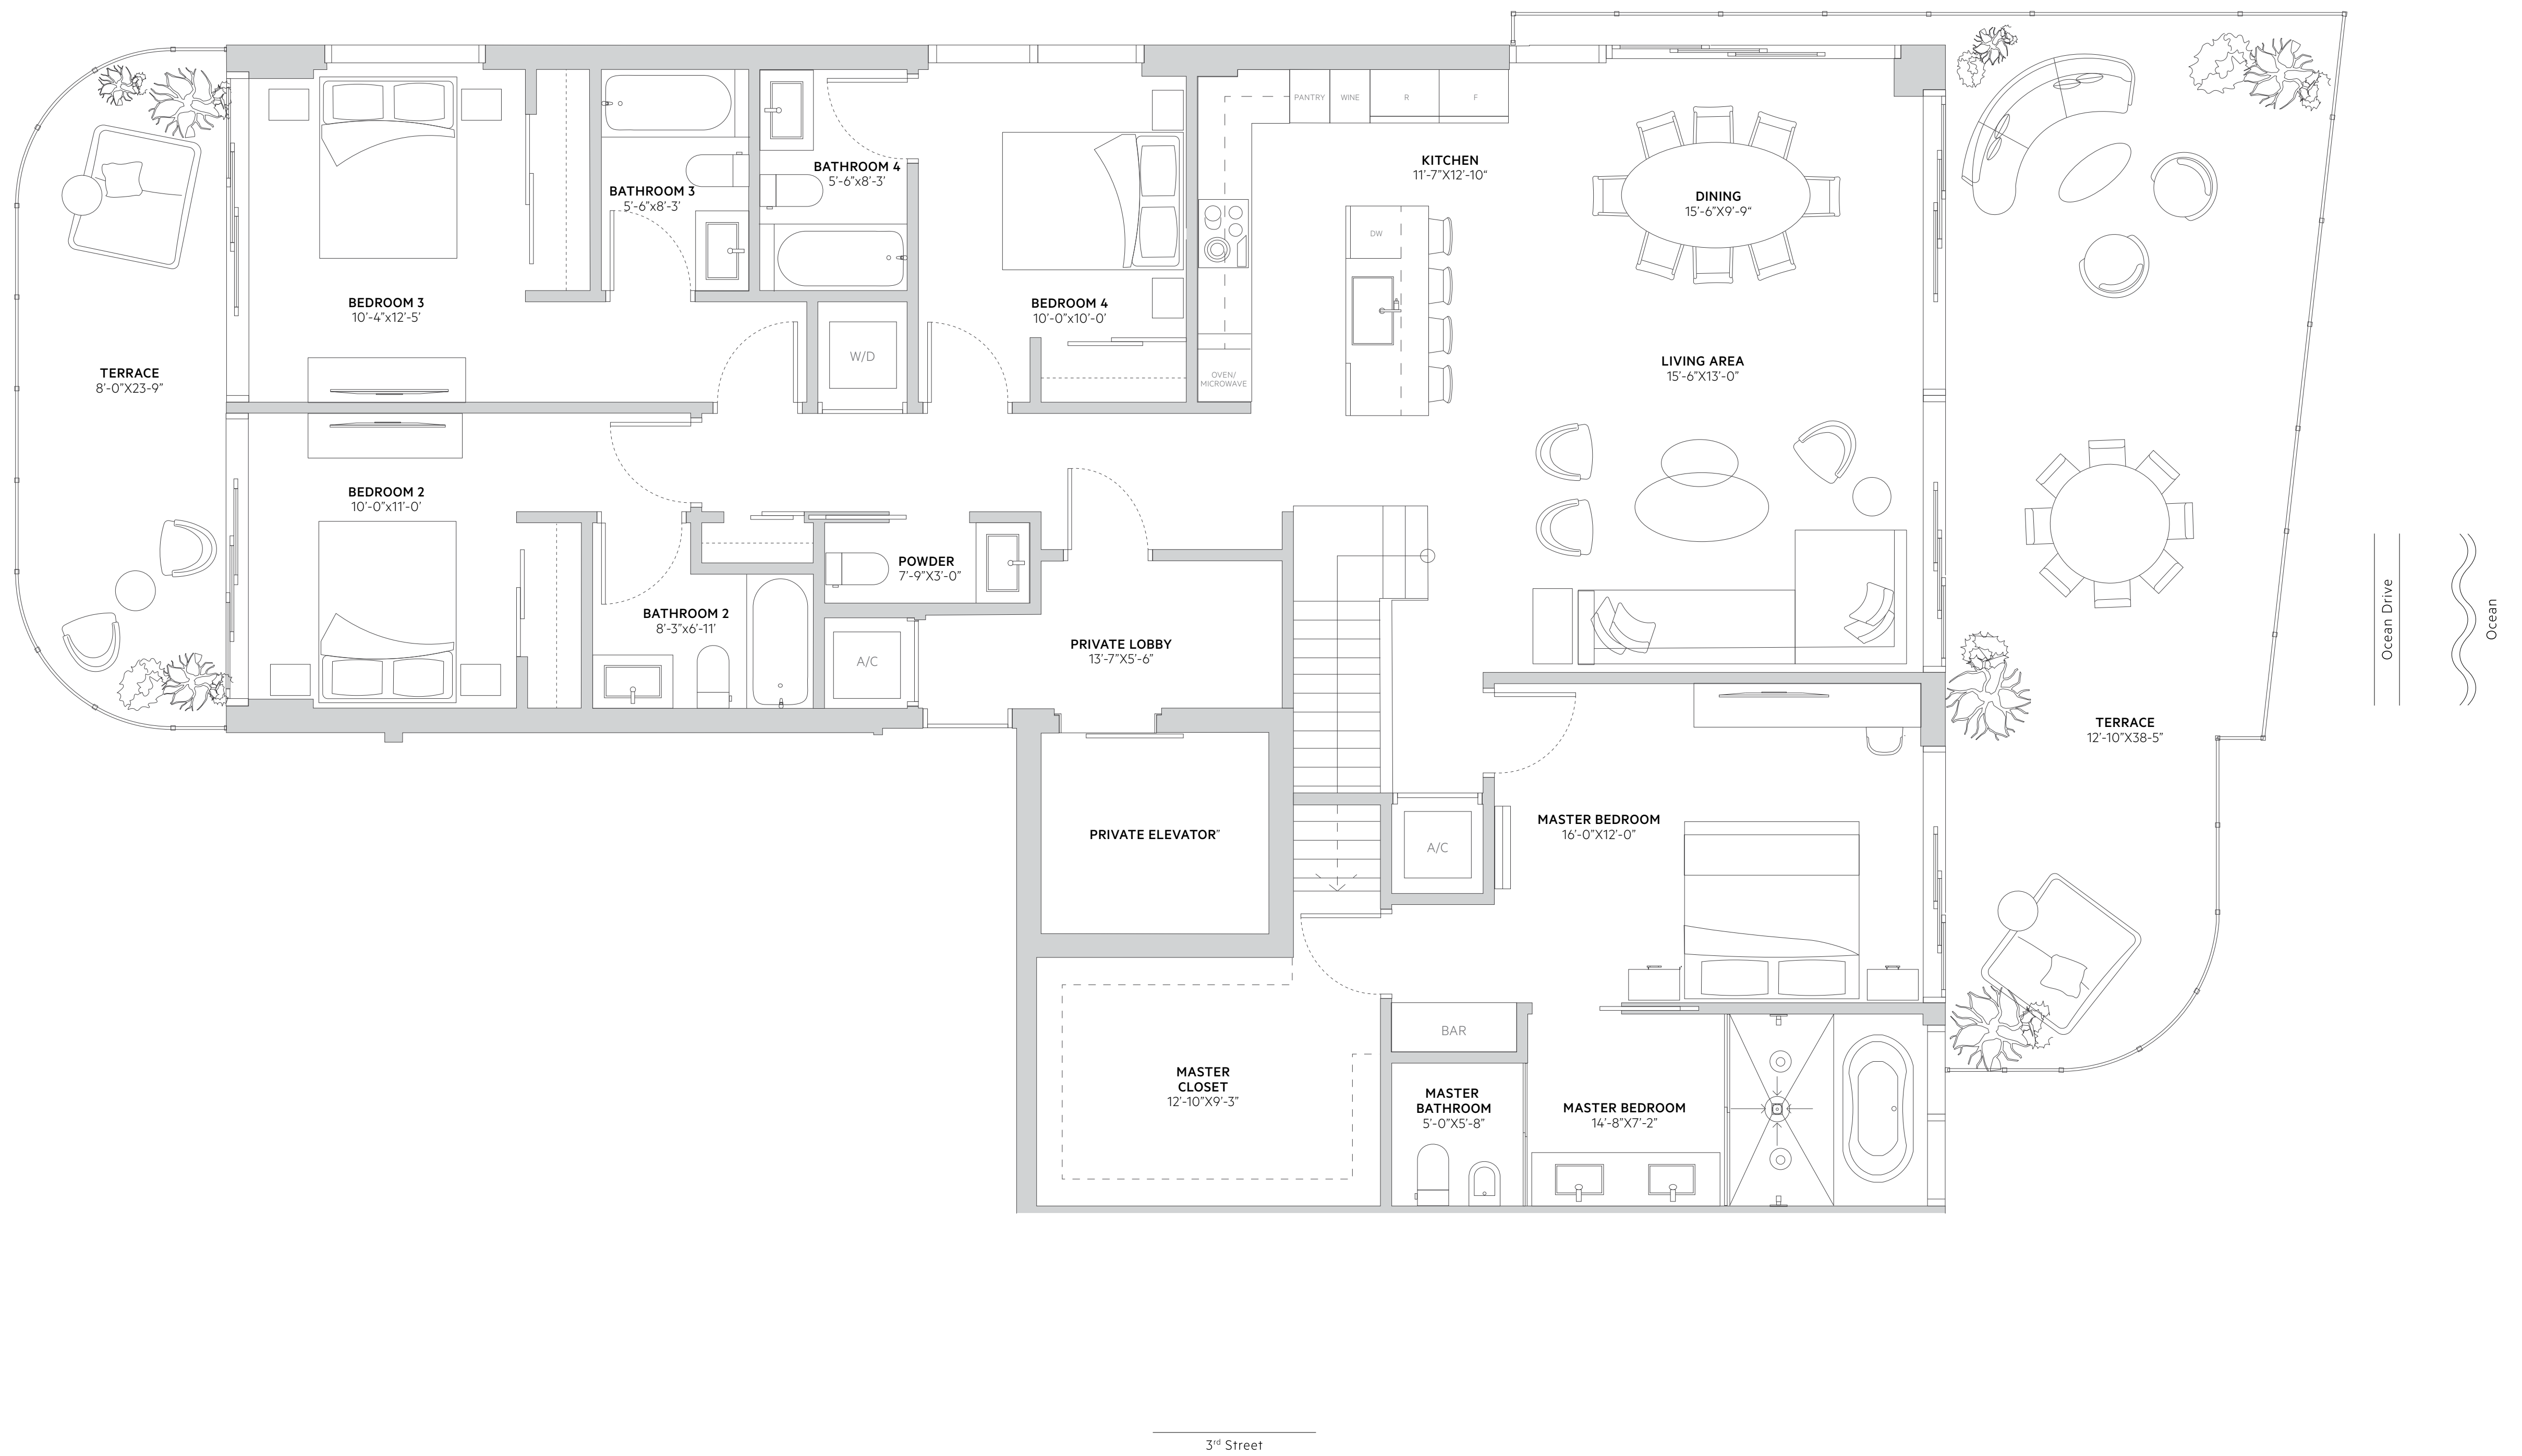 PANTRY
WINE
R
F
BATHROOM 4
5'-6"x8'-3'
KITCHEN
11'-7"X12'-10“
BATHROOM 3
5'-6"x8'-3'
DINING
15'-6"X9'-9“
DW
BEDROOM 3
10'-4"x12'-5'
BEDROOM 4
10'-0"x10'-0'
W/D
LIVING AREA
15'-6"X13'-0"
TERRACE
8'-0"X23-9"
OVEN/
MICROWAVE
BEDROOM 2
10'-0"x11'-0'
POWDER
7'-9"X3'-0"
BATHROOM 2
8'-3"x6'-11'
A/C
PRIVATE LOBBY
13'-7"X5'-6"
Ocean Drive
Ocean
TERRACE
12'-10"X38-5"
PRIVATE ELEVATOR"
MASTER BEDROOM
16'-0"X12'-0"
A/C
BAR
MASTER
CLOSET
12'-10"X9'-3"
MASTER
BATHROOM
5'-0"X5'-8"
MASTER BEDROOM
14'-8"X7'-2"
3rd Street